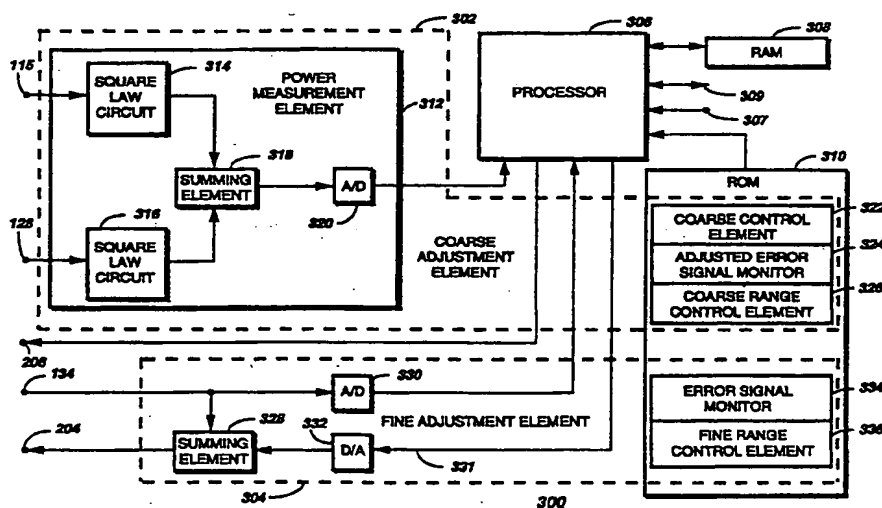 302
306
308
RAM
115
SQUARE
LAW
CIRCUIT
314
POWER
MEASUREMENT
ELEMENT
312
PROCESSOR
309
307
318
SUMMING
ELEMENT
A/D
320
310
ROM
125
316
SQUARE
LAW
CIRCUIT
COARSE
ADJUSTMENT
ELEMENT
COARSE CONTROL
ELEMENT
322
ADJUSTED ERROR
SIGNAL MONITOR
324
COARSE RANGE
CONTROL ELEMENT
326
206
134
A/D
330
FINE ADJUSTMENT ELEMENT
ERROR SIGNAL
MONITOR
334
204
328
SUMMING
ELEMENT
332
D/A
331
FINE RANGE
CONTROL ELEMENT
336
304
300